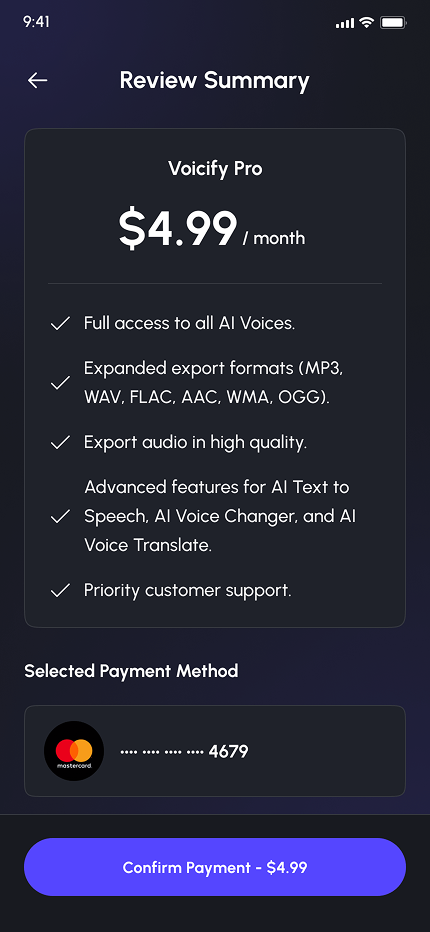 9:41
Review Summary
Voicify Pro
$4.99 / month
Full access to all AI Voices.
Expanded export formats (MP3,
WAV, FLAC, AAC, WMA, OGG).
Export audio in high quality.
Advanced features for AI Text to
Speech, AI Voice Changer, and AI
Voice Translate.
Priority customer support.
Selected Payment Method
mastercard
•••• •••• •••• •••• 4679
Confirm Payment - $4.99